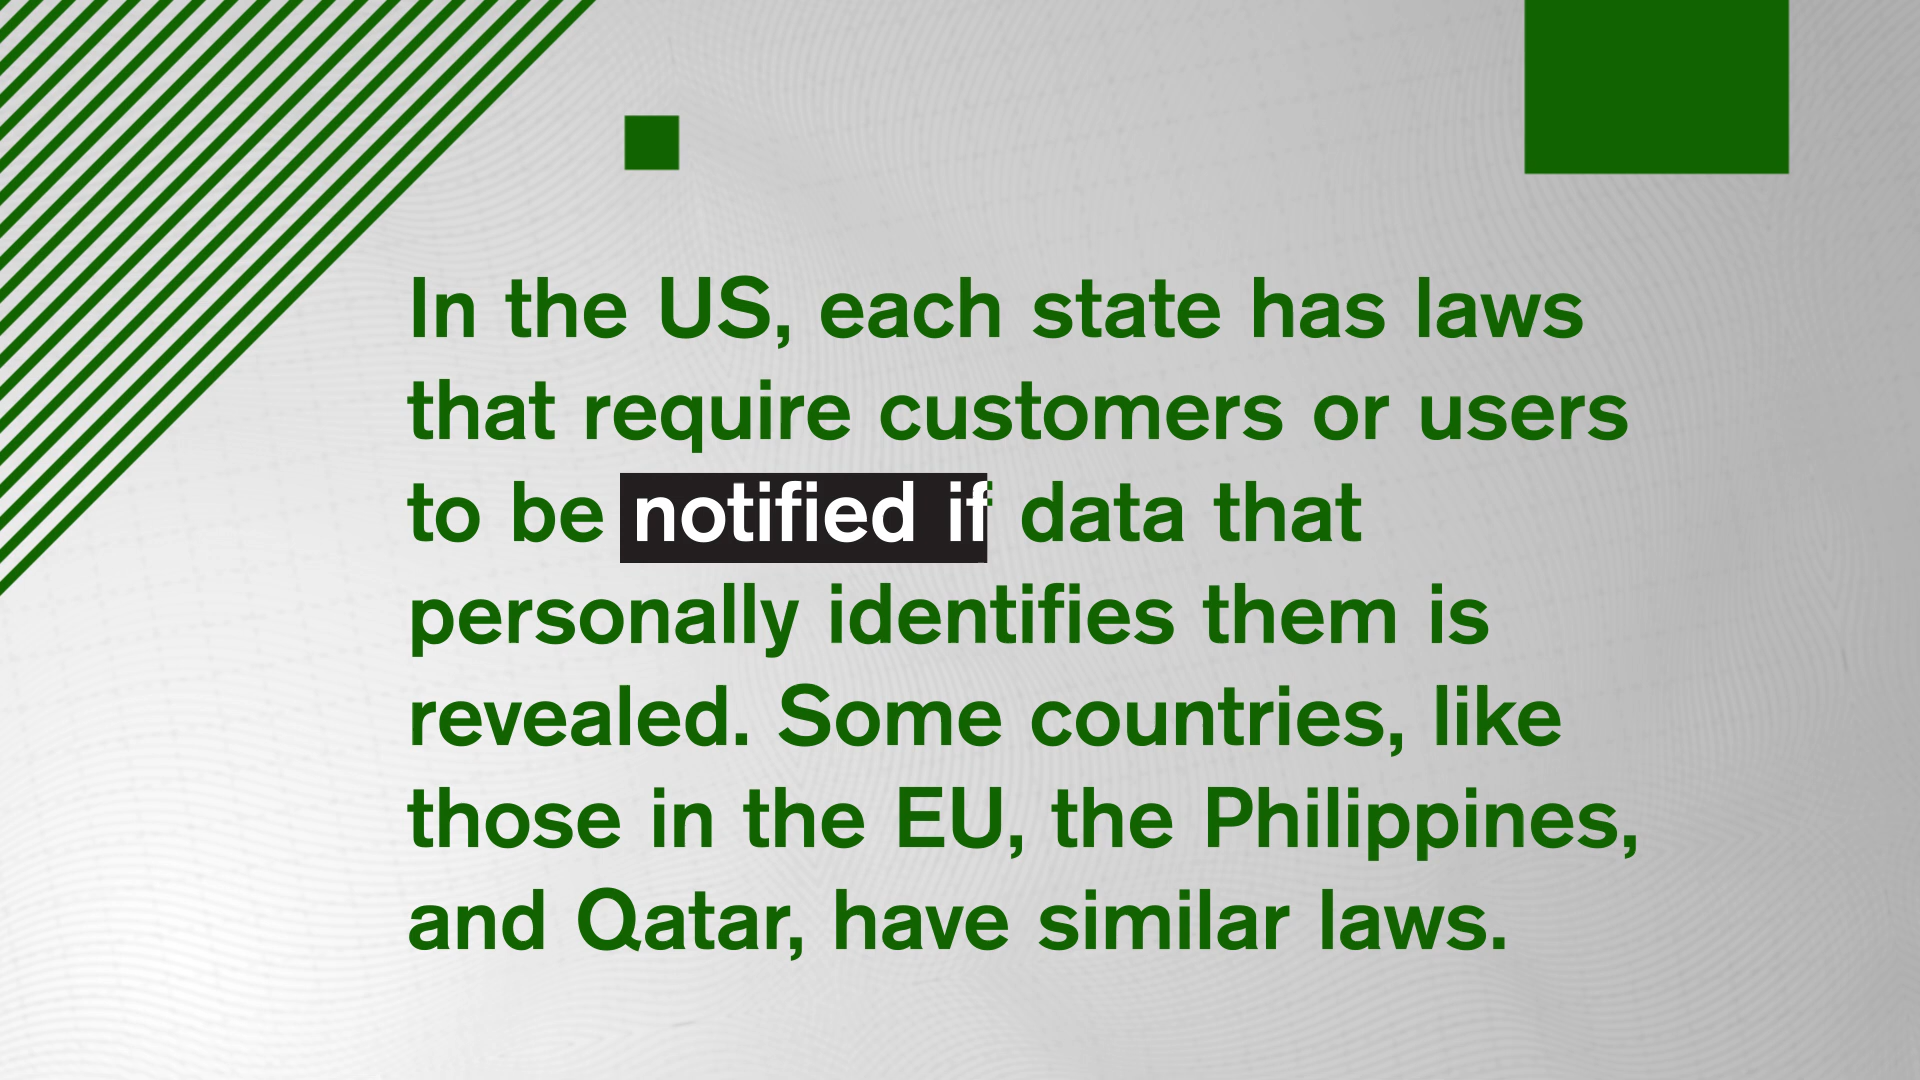 In the US, each state has laws
that require customers or users
to be notified if data that
personally identifies them is
revealed. Some countries, like
those in the EU, the Philippines,
and Qatar, have similar laws.